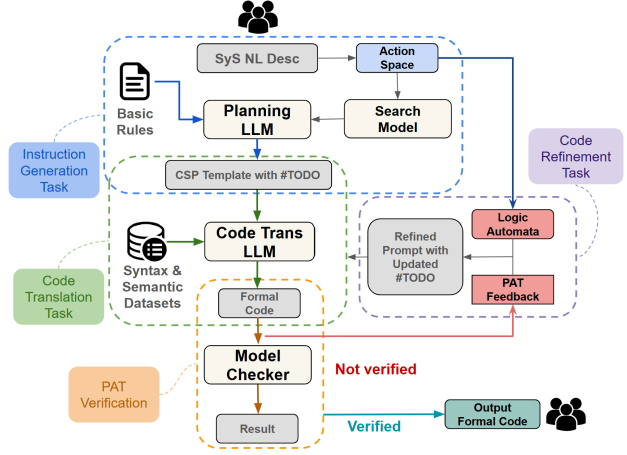 SyS NL Desc
Action
Space
Basic
Rules
Planning
LLM
Search
Model
Instruction
Generation
Task
Code
Refinement
Task
CSP Template with #TODO
Logic
Automata
Refined
Prompt with
Updated
#TODO
Code Trans
LLM
Syntax &
Semantic
Datasets
Code
Translation
Task
PAT
Feedback
Formal
Code
Model
Checker
Not verified
PAT
Verification
Result
Verified
Output
Formal Code